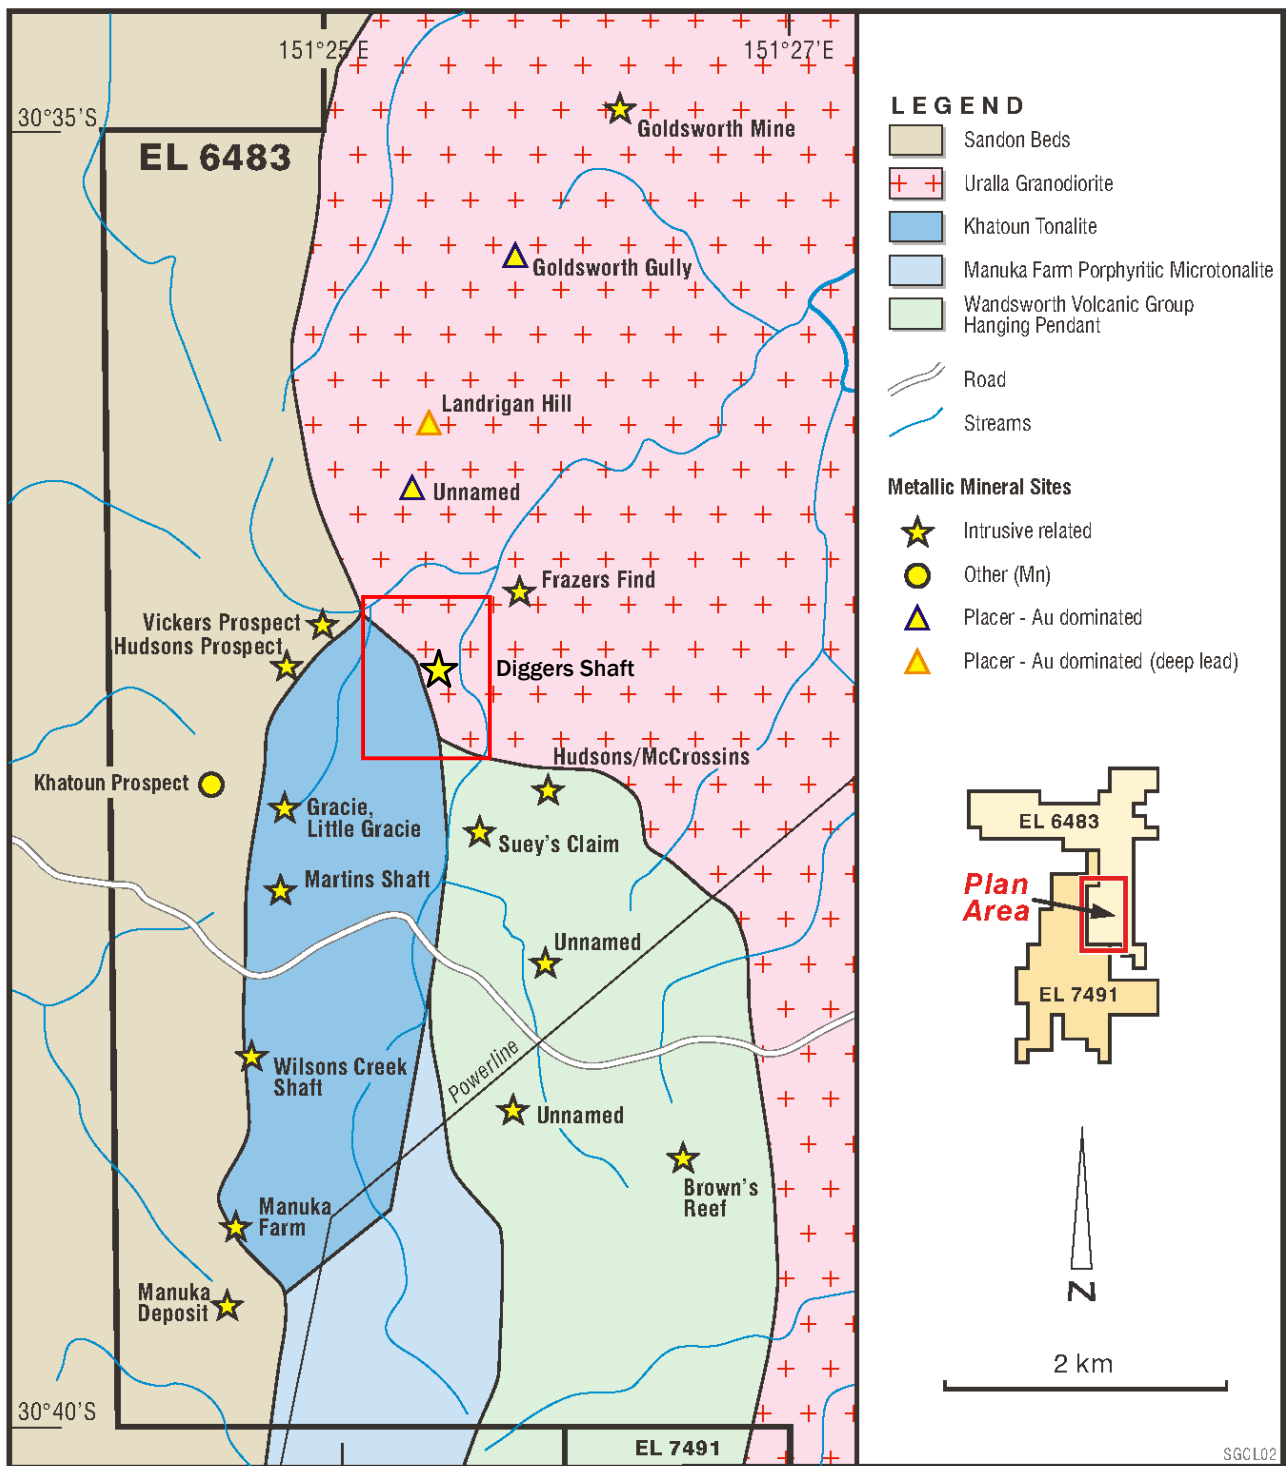 151°25'E
151°27'E
30°35'S
EL 6483
Goldsworth Mine
Goldsworth Gully
Landrigan Hill
Unnamed
Frazers Find
Vickers Prospect
Hudsons Prospect
Diggers Shaft
Hudsons/McCrossins
Khatoun Prospect
Gracie,
Little Gracie
Suey's Claim
Martins Shaft
Unnamed
Powerline
Wilsons Creek
Shaft
Unnamed
Brown's
Reef
Manuka
Farm
Manuka
Deposit
30°40'S
EL 7491
LEGEND
Sandon Beds
Uralla Granodiorite
Khatoun Tonalite
Manuka Farm Porphyritic Microtonalite
Wandsworth Volcanic Group
Hanging Pendant
Road
Streams
Metallic Mineral Sites
Intrusive related
Other (Mn)
Placer - Au dominated
Placer - Au dominated (deep lead)
EL 6483
Plan
Area
EL 7491
N
2 km
SGCL02